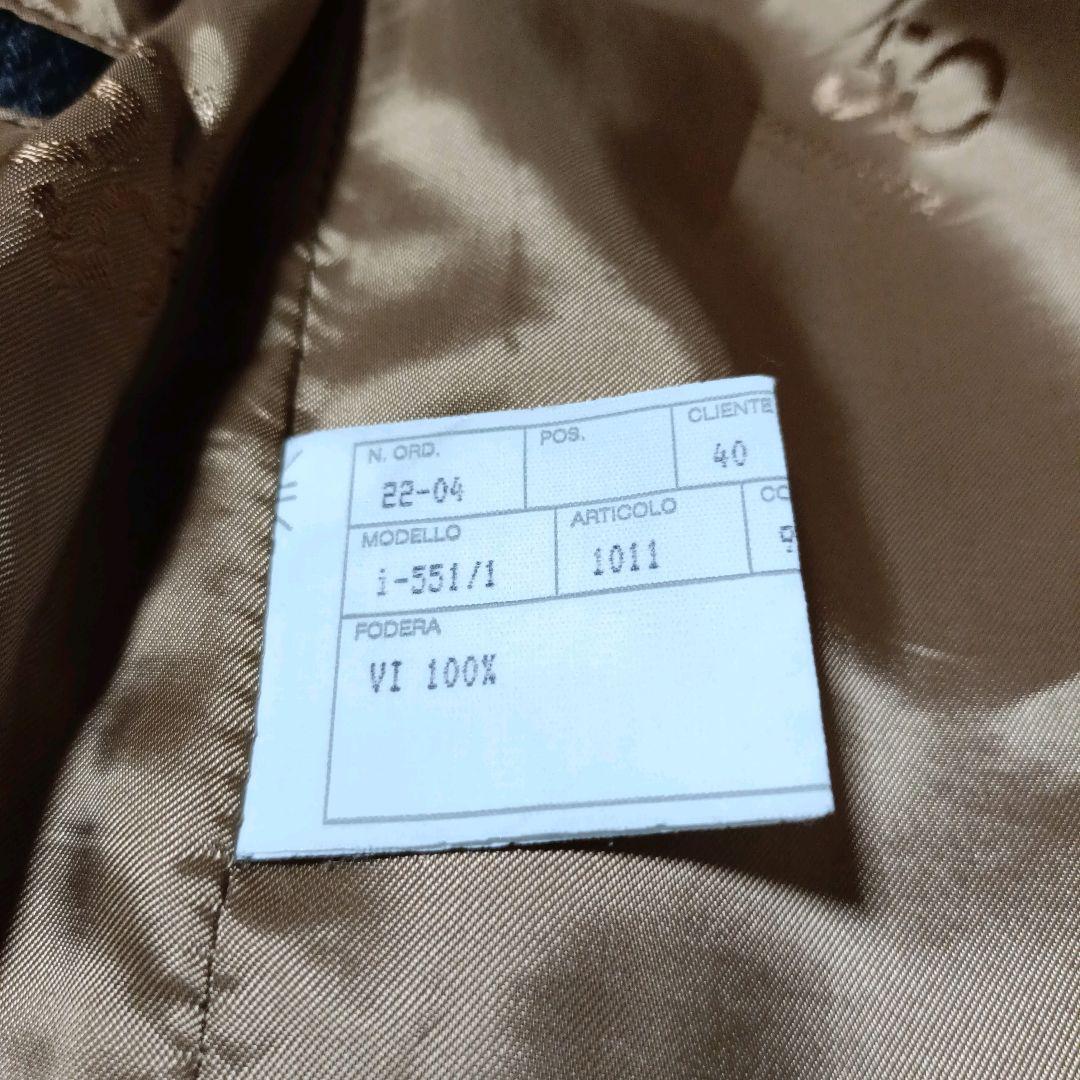 N. ORD. POS. CLIENTE
22-04 40
MODELLO ARTICOLO
i-551/1 1011
FODERA
VI 100%